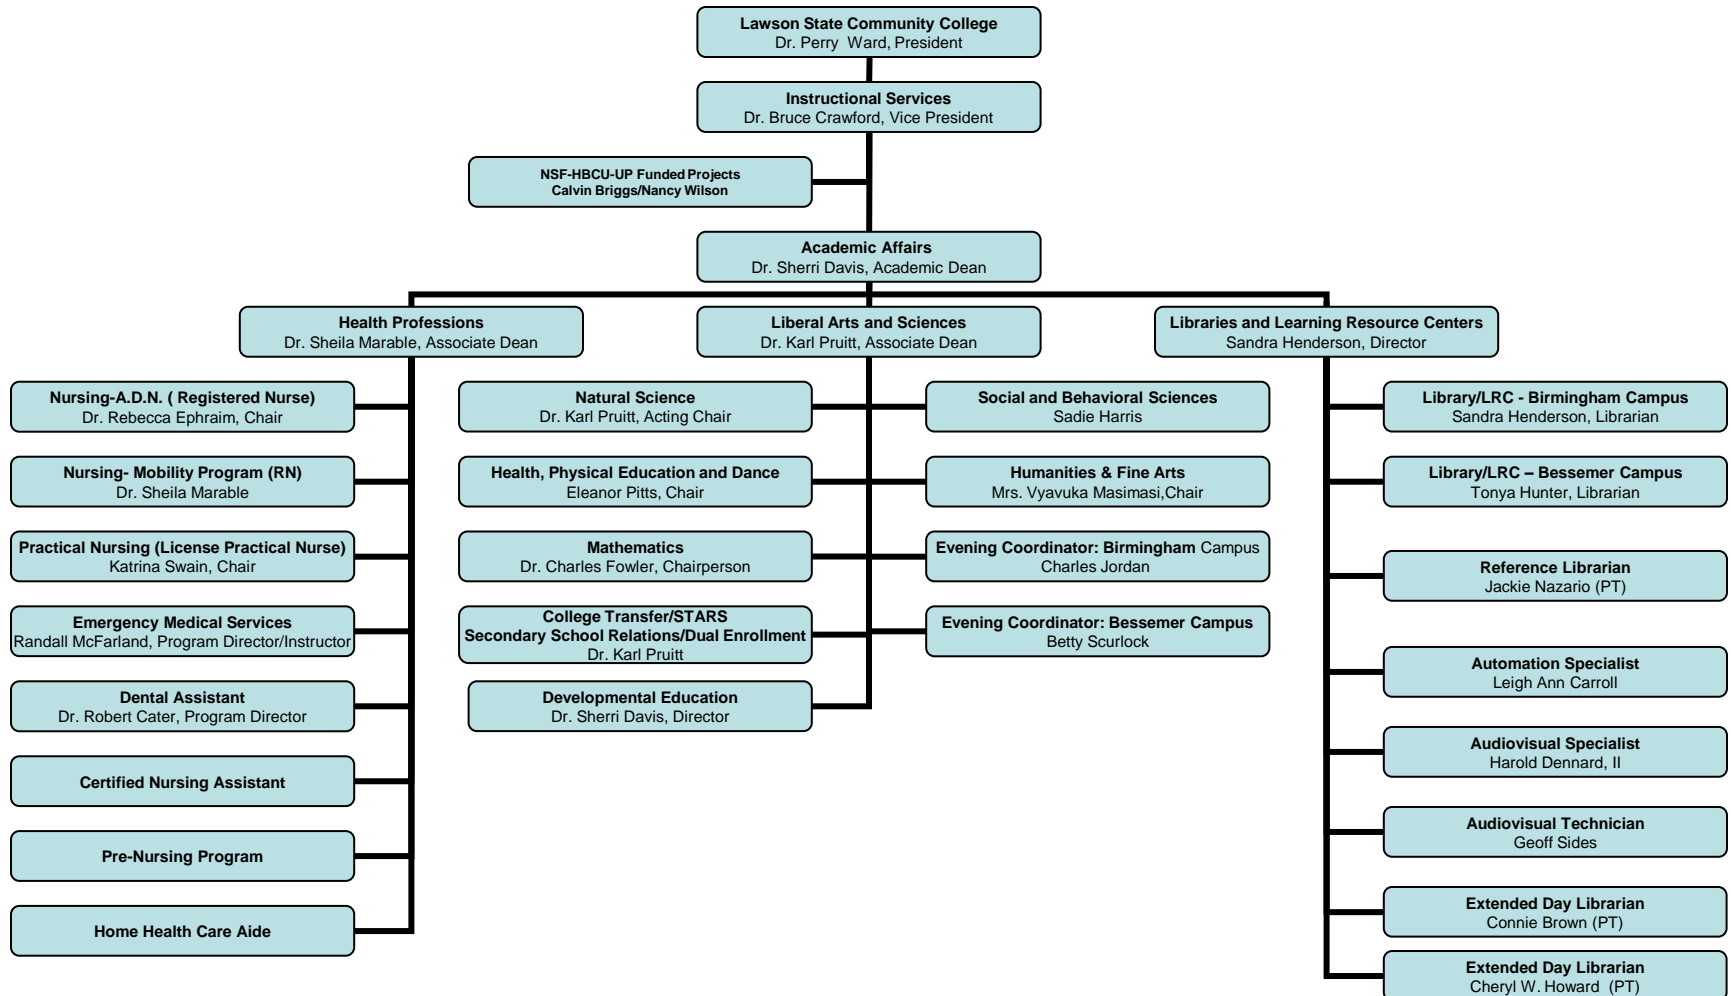 Lawson State Community College
Dr. Perry  Ward, President
Instructional Services
Dr. Bruce Crawford, Vice President
NSF-HBCU-UP Funded Projects
Calvin Briggs/Nancy Wilson
Academic Affairs
Dr. Sherri Davis, Academic Dean
Health Professions
Dr. Sheila Marable, Associate Dean
Liberal Arts and Sciences
Dr. Karl Pruitt, Associate Dean
Libraries and Learning Resource Centers
Sandra Henderson, Director
Nursing-A.D.N. ( Registered Nurse)
Dr. Rebecca Ephraim, Chair
Nursing- Mobility Program (RN)
Dr. Sheila Marable
Practical Nursing (License Practical Nurse)
Katrina Swain, Chair
Emergency Medical Services
Randall McFarland, Program Director/Instructor
Dental Assistant
Dr. Robert Cater, Program Director
Certified Nursing Assistant
Pre-Nursing Program
Home Health Care Aide
Natural Science
Dr. Karl Pruitt, Acting Chair
Health, Physical Education and Dance
Eleanor Pitts, Chair
Mathematics
Dr. Charles Fowler, Chairperson
College Transfer/STARS
Secondary School Relations/Dual Enrollment
Dr. Karl Pruitt
Developmental Education
Dr. Sherri Davis, Director
Social and Behavioral Sciences
Sadie Harris
Humanities & Fine Arts
Mrs. Vyavuka Masimasi,Chair
Evening Coordinator: Birmingham Campus
Charles Jordan
Evening Coordinator: Bessemer Campus
Betty Scurlock
Library/LRC - Birmingham Campus
Sandra Henderson, Librarian
Library/LRC – Bessemer Campus
Tonya Hunter, Librarian
Reference Librarian
Jackie Nazario (PT)
Automation Specialist
Leigh Ann Carroll
Audiovisual Specialist
Harold Dennard, II
Audiovisual Technician
Geoff Sides
Extended Day Librarian
Connie Brown (PT)
Extended Day Librarian
Cheryl W. Howard  (PT)